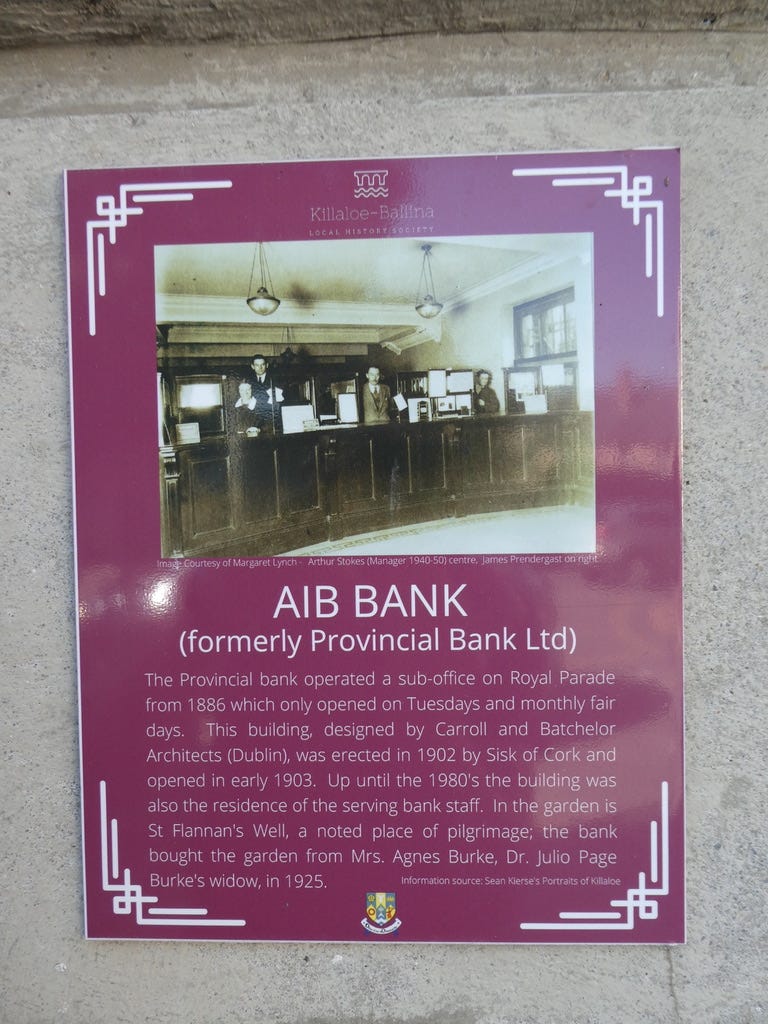 Killaloe-Ballina
LOCAL HISTORY SOCIETY
Image Courtesy of Margaret Lynch - Arthur Stokes (Manager 1940-50) centre, James Prendergast on right
AIB BANK
(formerly Provincial Bank Ltd)
The Provincial bank operated a sub-office on Royal Parade
from 1886 which only opened on Tuesdays and monthly fair
days. This building, designed by Carroll and Batchelor
Architects (Dublin), was erected in 1902 by Sisk of Cork and
opened in early 1903. Up until the 1980's the building was
also the residence of the serving bank staff. In the garden is
St Flannan's Well, a noted place of pilgrimage; the bank
bought the garden from Mrs. Agnes Burke, Dr. Julio Page
Burke's widow, in 1925.
Information source: Sean Kierse's Portraits of Killaloe